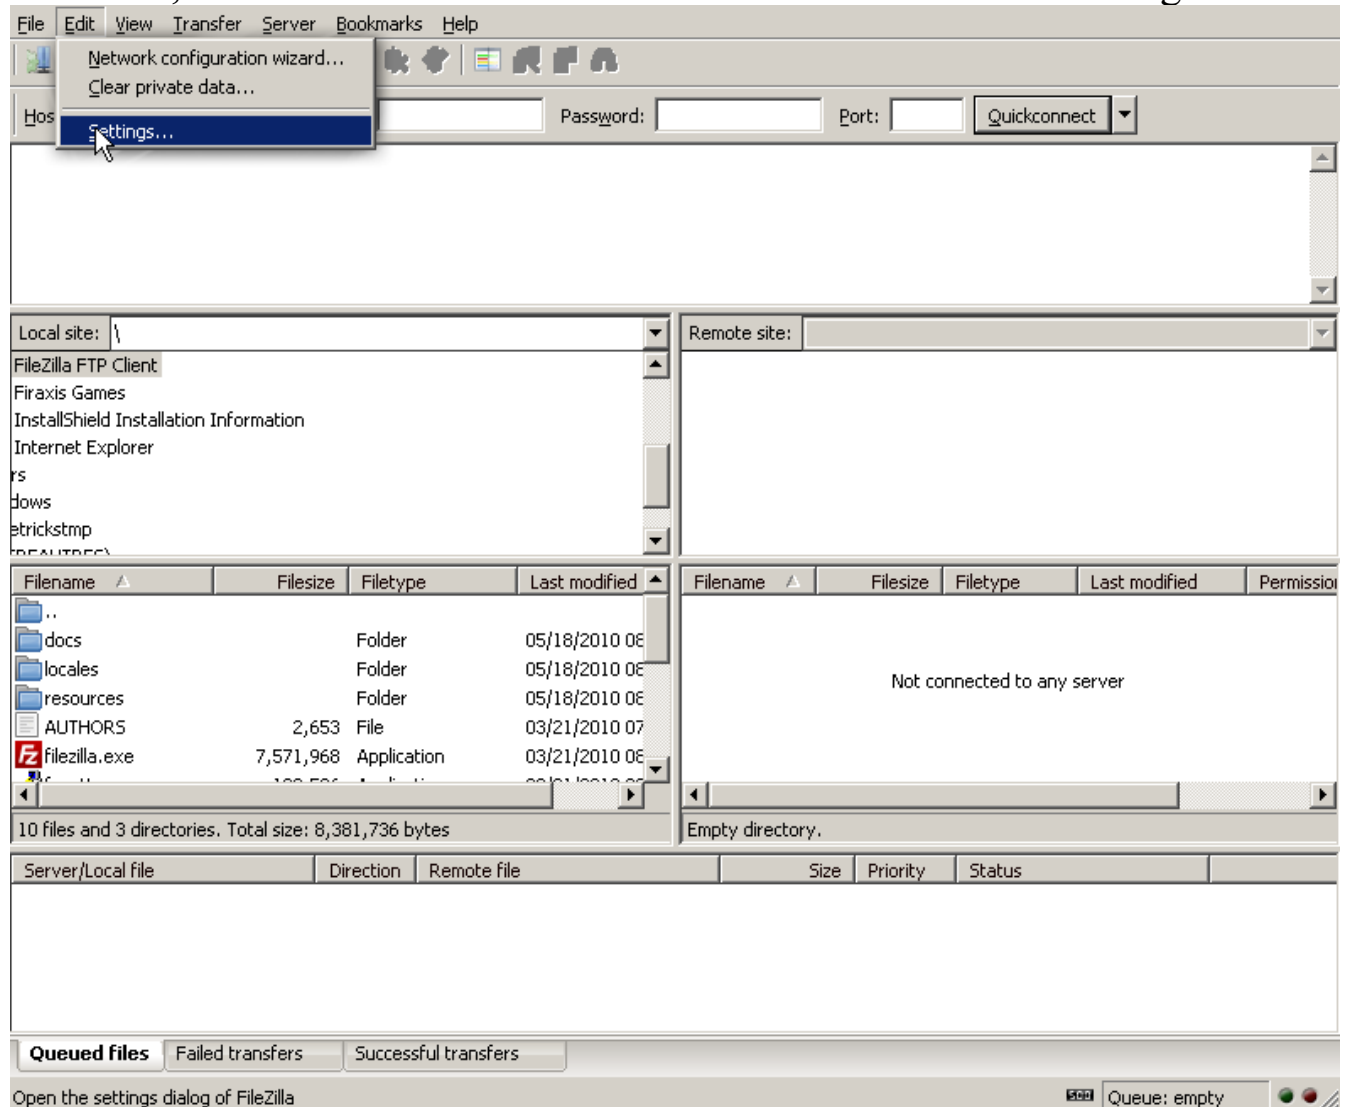 File Edit View Transfer Server Bookmarks Help
Network configuration wizard...
Clear private data...
Settings...
Hos Password: Port: Quickconnect
Local site: \ Remote site:
FileZilla FTP Client
Firaxis Games
InstallShield Installation Information
Internet Explorer
rs
dows
etrickstmp
Filename Filesize Filetype Last modified Filename Filesize Filetype Last modified Permission
..
docs Folder 05/18/2010 08
locales Folder 05/18/2010 08
resources Folder 05/18/2010 08
AUTHORS 2,653 File 03/21/2010 07
filezilla.exe 7,571,968 Application 03/21/2010 08
Not connected to any server
10 files and 3 directories. Total size: 8,381,736 bytes Empty directory.
Server/Local file Direction Remote file Size Priority Status
Queued files Failed transfers Successful transfers
Open the settings dialog of FileZilla Queue: empty